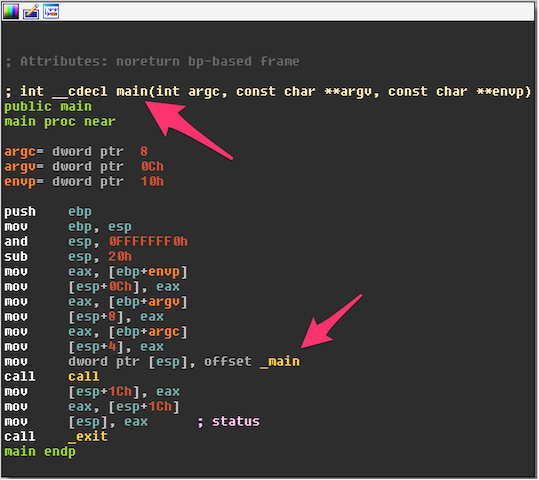 ; Attributes: noreturn bp-based frame
; int __cdecl main(int argc, const char **argv, const char **envp)
public main
main proc near
argc= dword ptr  8
argv= dword ptr  0Ch
envp= dword ptr  10h
push    ebp
mov     ebp, esp
and     esp, 0FFFFFFF0h
sub     esp, 20h
mov     eax, [ebp+envp]
mov     [esp+0Ch], eax
mov     eax, [ebp+argv]
mov     [esp+8], eax
mov     eax, [ebp+argc]
mov     [esp+4], eax
mov     dword ptr [esp], offset _main
call    call
mov     [esp+1Ch], eax
mov     eax, [esp+1Ch]
mov     [esp], eax      ; status
call    _exit
main endp